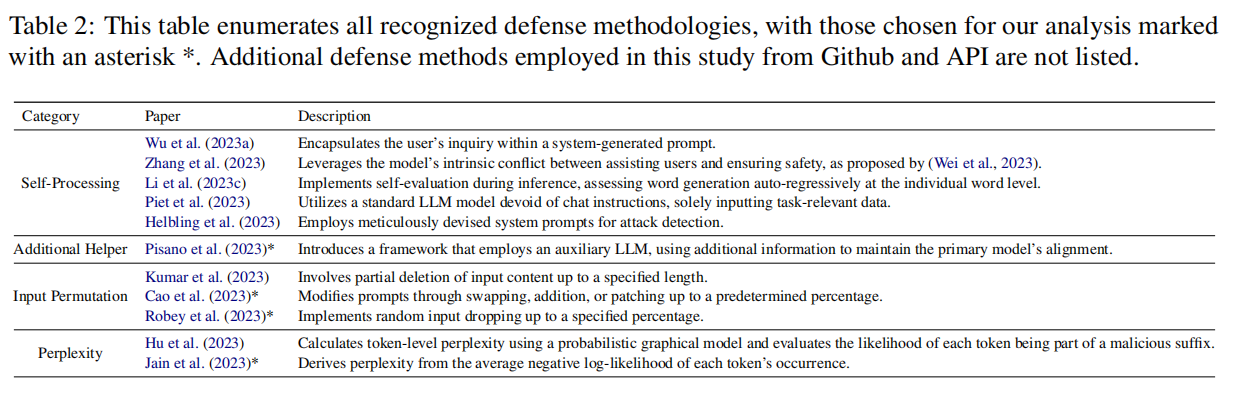 Table 2: This table enumerates all recognized defense methodologies, with those chosen for our analysis marked
with an asterisk *. Additional defense methods employed in this study from Github and API are not listed.
Category Paper Description
Self-Processing
Wu et al. (2023a) Encapsulates the user's inquiry within a system-generated prompt.
Zhang et al. (2023) Leverages the model's intrinsic conflict between assisting users and ensuring safety, as proposed by (Wei et al., 2023).
Li et al. (2023c) Implements self-evaluation during inference, assessing word generation auto-regressively at the individual word level.
Piet et al. (2023) Utilizes a standard LLM model devoid of chat instructions, solely inputting task-relevant data.
Helbling et al. (2023) Employs meticulously devised system prompts for attack detection.
Additional Helper Pisano et al. (2023)* Introduces a framework that employs an auxiliary LLM, using additional information to maintain the primary model's alignment.
Input Permutation
Kumar et al. (2023) Involves partial deletion of input content up to a specified length.
Cao et al. (2023)* Modifies prompts through swapping, addition, or patching up to a predetermined percentage.
Robey et al. (2023)* Implements random input dropping up to a specified percentage.
Perplexity
Hu et al. (2023) Calculates token-level perplexity using a probabilistic graphical model and evaluates the likelihood of each token being part of a malicious suffix.
Jain et al. (2023)* Derives perplexity from the average negative log-likelihood of each token's occurrence.